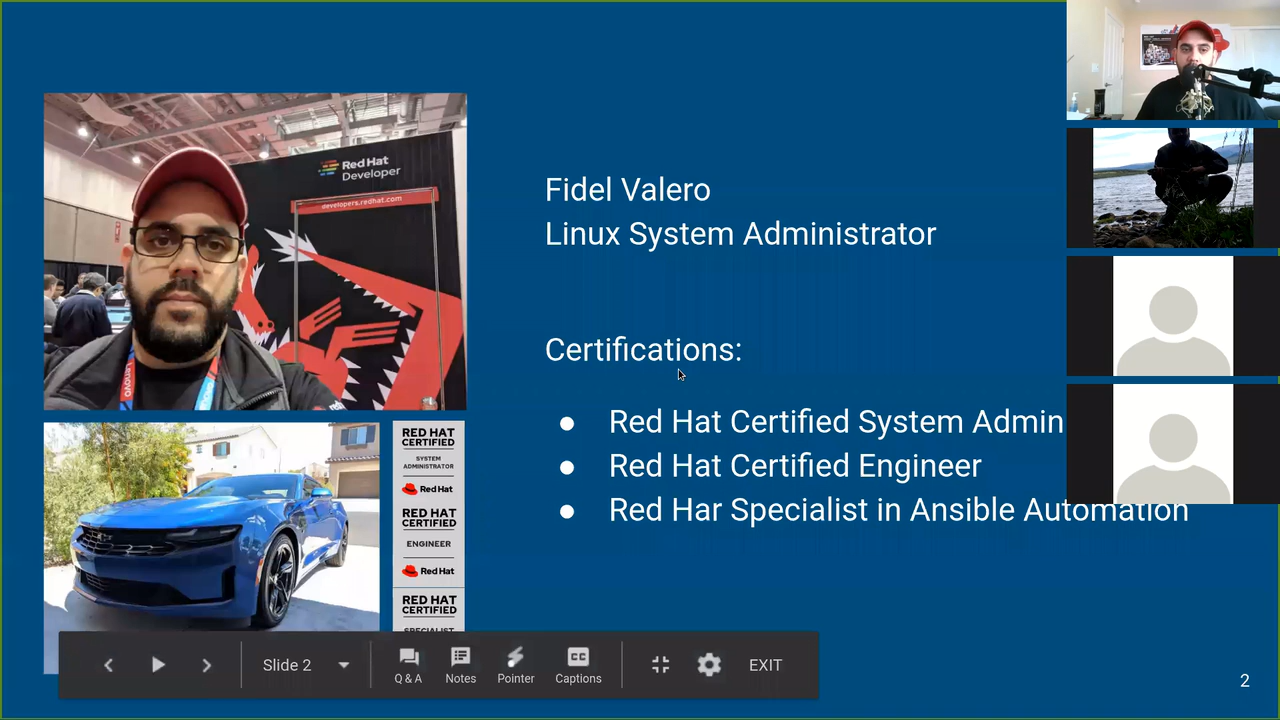 Red Hat
Developer
developers.redhat.com
Lenovo
Fidel Valero
Linux System Administrator
Certifications:
● Red Hat Certified System Admin
● Red Hat Certified Engineer
● Red Har Specialist in Ansible Automation
RED HAT
CERTIFIED
SYSTEM
ADMINISTRATOR
Red Hat
RED HAT
CERTIFIED
ENGINEER
Red Hat
RED HAT
CERTIFIED
SPECIALIST
Slide 2
Q & A
Notes
Pointer
CC
Captions
EXIT
2